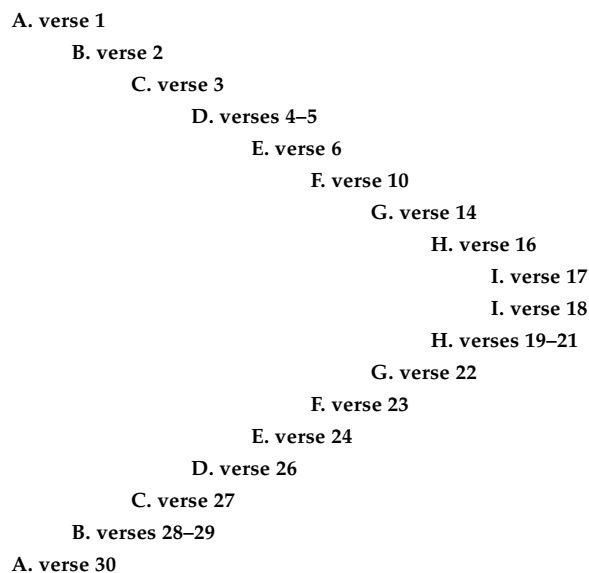 A. verse 1
B. verse 2
C. verse 3
D. verses 4–5
E. verse 6
F. verse 10
G. verse 14
H. verse 16
I. verse 17
I. verse 18
H. verses 19–21
G. verse 22
F. verse 23
E. verse 24
D. verse 26
C. verse 27
B. verses 28–29
A. verse 30